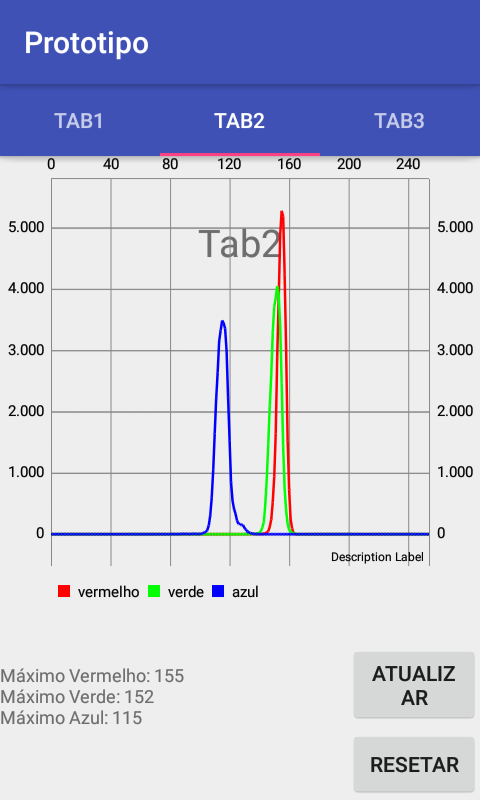 Prototipo
TAB1 TAB2 TAB3
0 40 80 120 160 200 240
Tab2
5.000 5.000
4.000 4.000
3.000 3.000
2.000 2.000
1.000 1.000
0 0
Description Label
vermelho verde azul
Máximo Vermelho: 155
Máximo Verde: 152
Máximo Azul: 115
ATUALIZ
AR
RESETAR